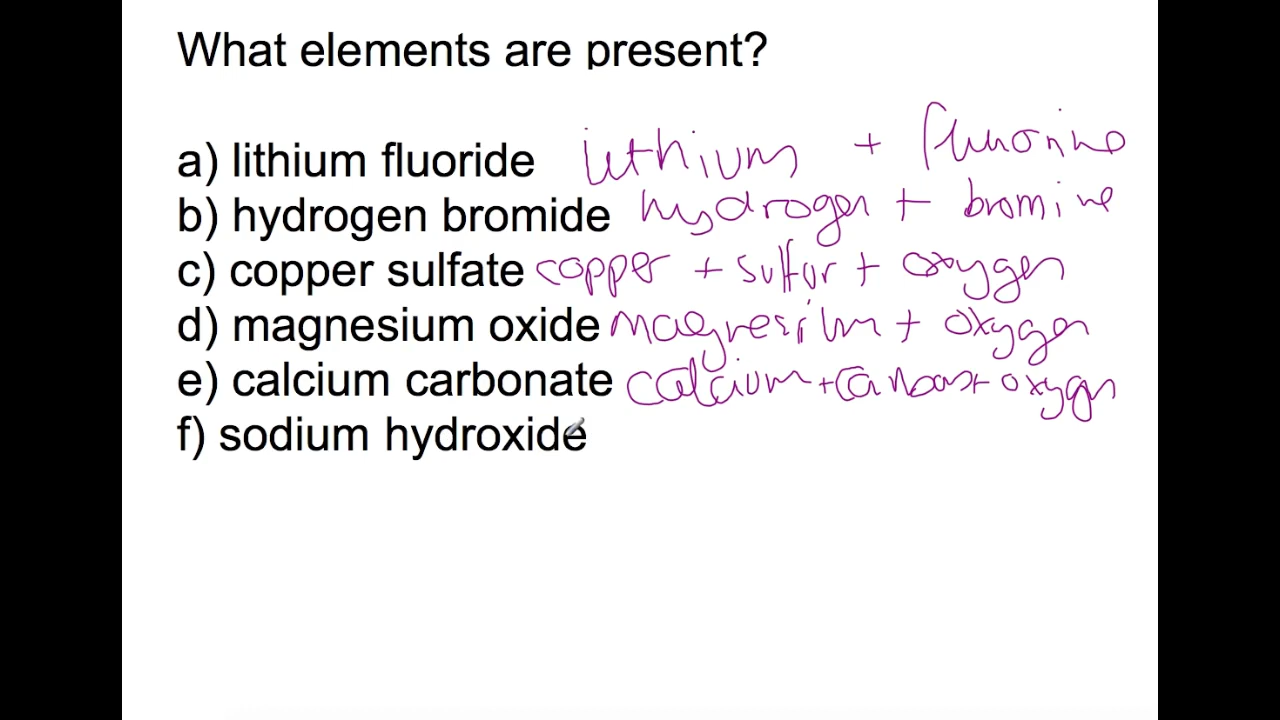 What elements are present?
a) lithium fluoride lithium + fluorine
b) hydrogen bromide hydrogen + bromine
c) copper sulfate copper + sulfur + oxygen
d) magnesium oxide magnesium + oxygen
e) calcium carbonate calcium + carbon + oxygen
f) sodium hydroxide